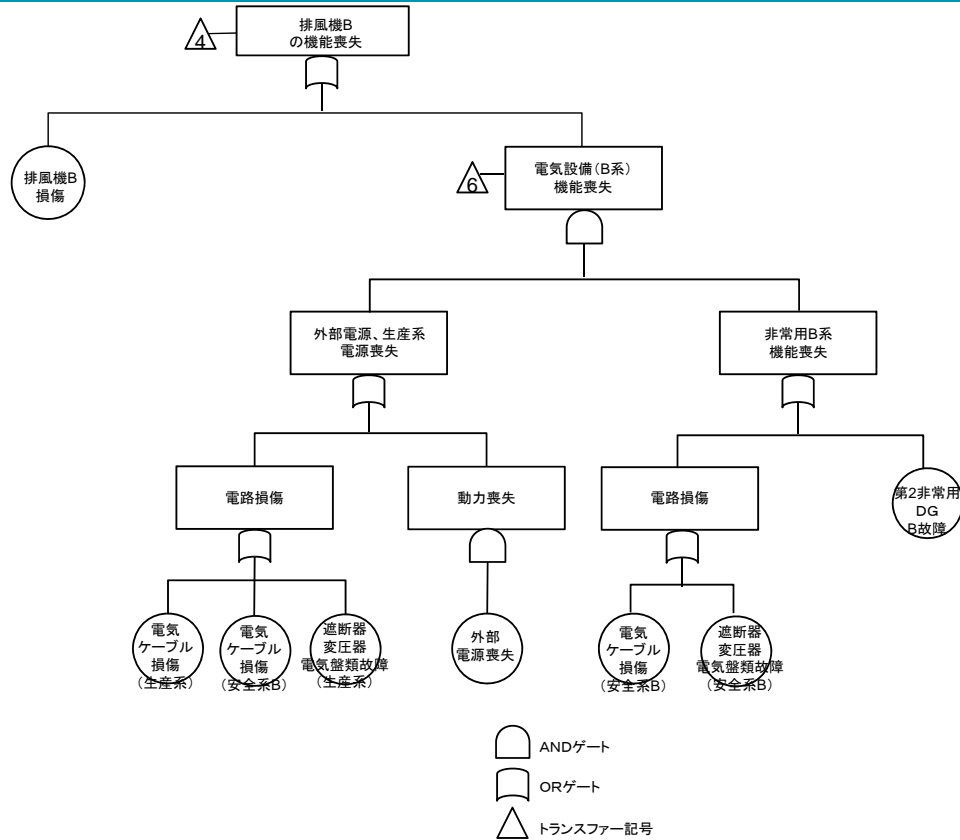 排風機B
の機能喪失
4
排風機B
損傷
電気設備（B系）
機能喪失
6
外部電源、生産系
電源喪失
非常用B系
機能喪失
電路損傷
動力喪失
電路損傷
第2非常用
DG
B故障
電気
ケーブル
損傷
（生産系）
電気
ケーブル
損傷
（安全系B）
遮断器
変圧器
電気盤類故障
（生産系）
外部
電源喪失
電気
ケーブル
損傷
（安全系B）
遮断器
変圧器
電気盤類故障
（安全系B）
ANDゲート
ORゲート
トランスファー記号